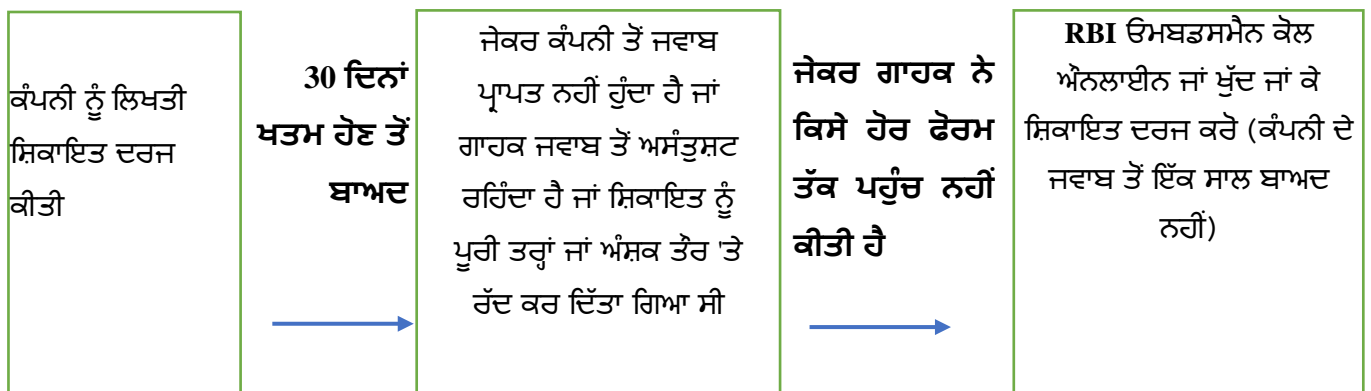 ਕੰਪਨੀ ਨੂੰ ਲਿਖਤੀ
ਸ਼ਿਕਾਇਤ ਦਰਜ
ਕੀਤੀ
30 ਦਿਨਾਂ
ਖਤਮ ਹੋਣ ਤੋਂ
ਬਾਅਦ
ਜੇਕਰ ਕੰਪਨੀ ਤੋਂ ਜਵਾਬ
ਪ੍ਰਾਪਤ ਨਹੀਂ ਹੁੰਦਾ ਹੈ ਜਾਂ
ਗਾਹਕ ਜਵਾਬ ਤੋਂ ਅਸੰਤੁਸ਼ਟ
ਰਹਿੰਦਾ ਹੈ ਜਾਂ ਸ਼ਿਕਾਇਤ ਨੂੰ
ਪੂਰੀ ਤਰ੍ਹਾਂ ਜਾਂ ਅੰਸ਼ਕ ਤੌਰ 'ਤੇ
ਰੱਦ ਕਰ ਦਿੱਤਾ ਗਿਆ ਸੀ
ਜੇਕਰ ਗਾਹਕ ਨੇ
ਕਿਸੇ ਹੋਰ ਫੋਰਮ
ਤੱਕ ਪਹੁੰਚ ਨਹੀਂ
ਕੀਤੀ ਹੈ
RBI ਓਮਬਡਸਮੈਨ ਕੋਲ
ਔਨਲਾਈਨ ਜਾਂ ਖੁੱਦ ਜਾਂ ਕੇ
ਸ਼ਿਕਾਇਤ ਦਰਜ ਕਰੋ (ਕੰਪਨੀ ਦੇ
ਜਵਾਬ ਤੋਂ ਇੱਕ ਸਾਲ ਬਾਅਦ
ਨਹੀਂ)